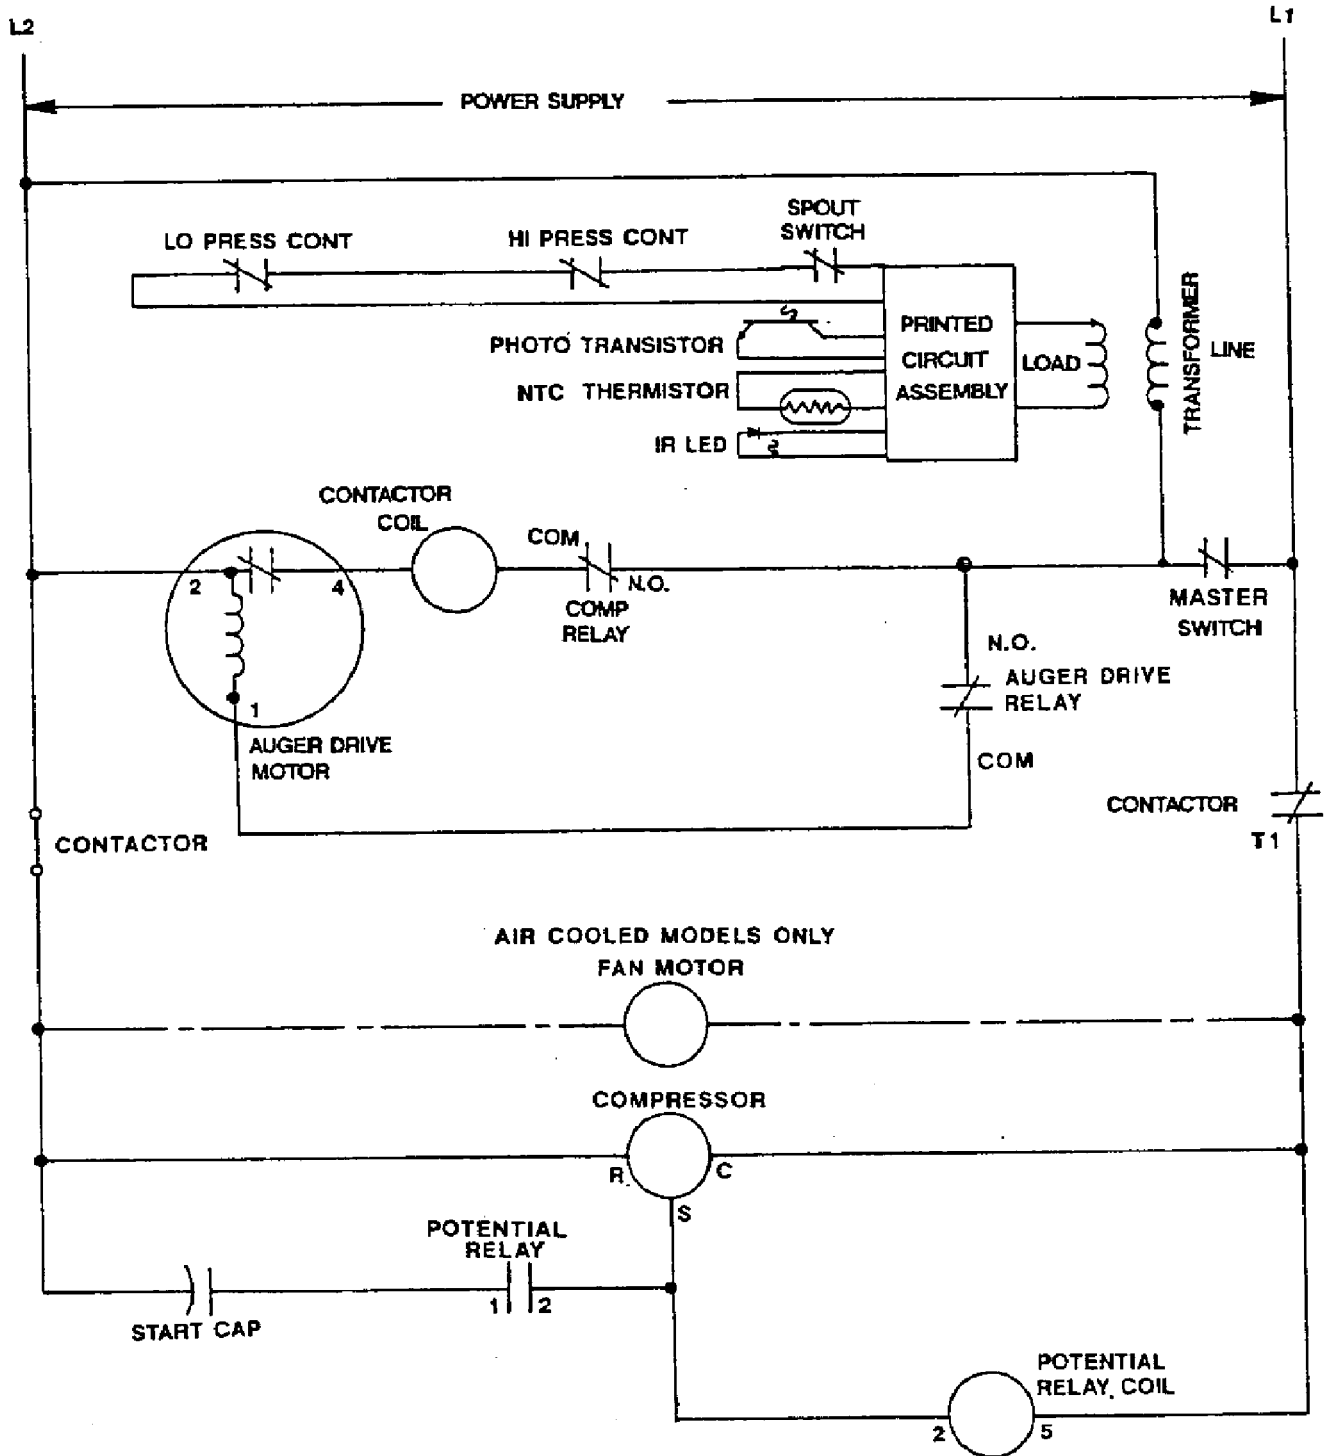 L2
L1
POWER SUPPLY
SPOUT
SWITCH
LO PRESS CONT
HI PRESS CONT
PHOTO TRANSISTOR
NTC THERMISTOR
IR LED
PRINTED
CIRCUIT
ASSEMBLY
LOAD
TRANSFORMER
LINE
CONTACTOR
COIL
COM
N.O.
COMP
RELAY
2
4
1
AUGER DRIVE
MOTOR
MASTER
SWITCH
N.O.
AUGER DRIVE
RELAY
COM
CONTACTOR
T1
CONTACTOR
AIR COOLED MODELS ONLY
FAN MOTOR
COMPRESSOR
R
C
S
POTENTIAL
RELAY
1
2
START CAP
POTENTIAL
RELAY COIL
2
5